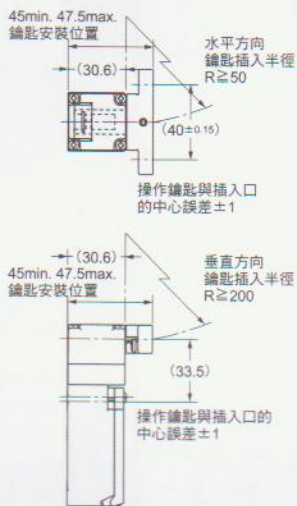 45min. 47.5max.
鑰匙安裝位置
(30.6)
水平方向
鑰匙插入半徑
R≧50
(40±0.15)
操作鑰匙與插入口
的中心誤差±1
(30.6)
45min. 47.5max.
鑰匙安裝位置
垂直方向
鑰匙插入半徑
R≧200
(33.5)
操作鑰匙與插入口的
中心誤差±1